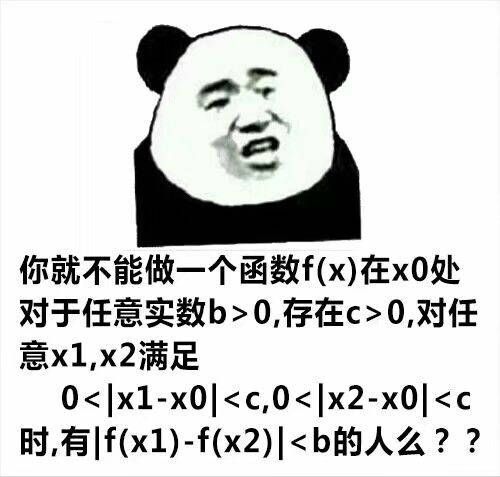 你就不能做一个函数f(x)在x0处
对于任意实数b>0,存在c>0,对任
意x1,x2满足
0<|x1-x0|<c,0<|x2-x0|<c
时,有|f(x1)-f(x2)|<b的人么？？